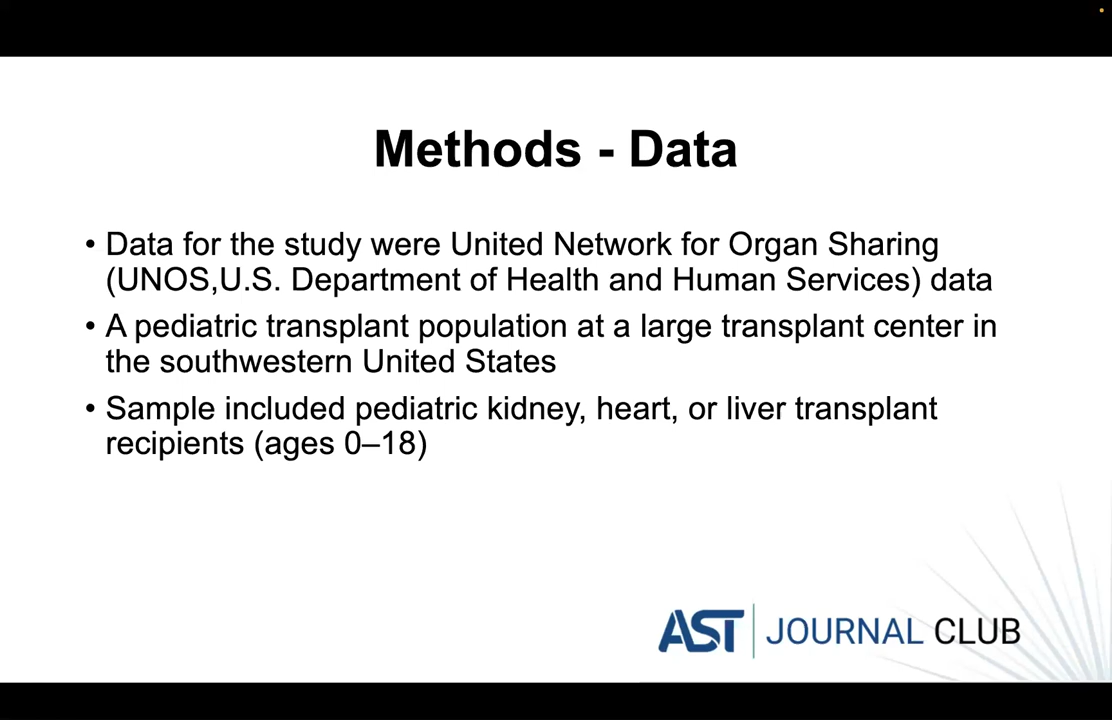 Methods - Data
• Data for the study were United Network for Organ Sharing
(UNOS,U.S. Department of Health and Human Services) data
• A pediatric transplant population at a large transplant center in
the southwestern United States
• Sample included pediatric kidney, heart, or liver transplant
recipients (ages 0–18)
AST JOURNAL CLUB